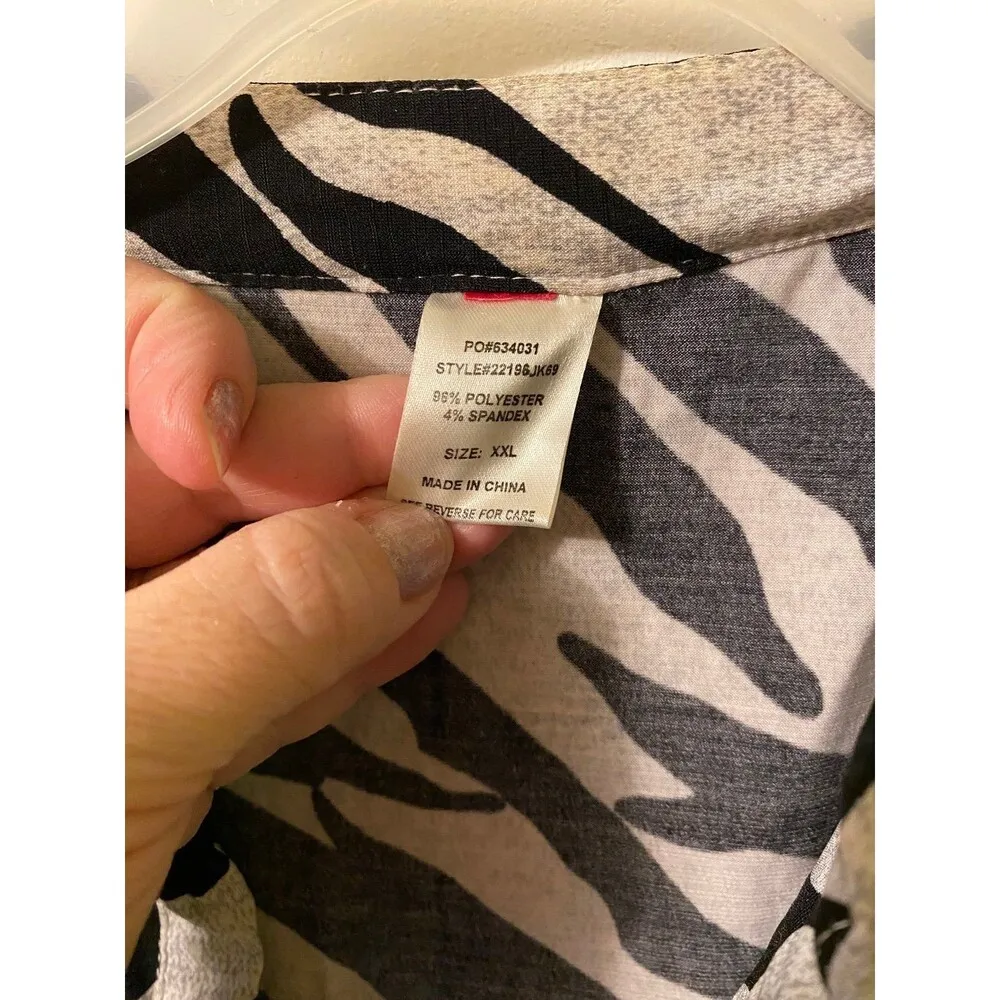 PO#634031
STYLE#22196JK69
96% POLYESTER
4% SPANDEX
SIZE: XXL
MADE IN CHINA
SEE REVERSE FOR CARE